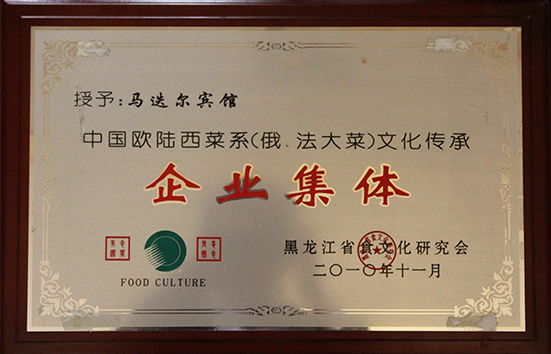 授予：马迭尔宾馆
中国欧陆西菜系(俄、法大菜)文化传承
企业集体
FOOD CULTURE
黑龙江省食文化研究会
二〇一〇年十一月